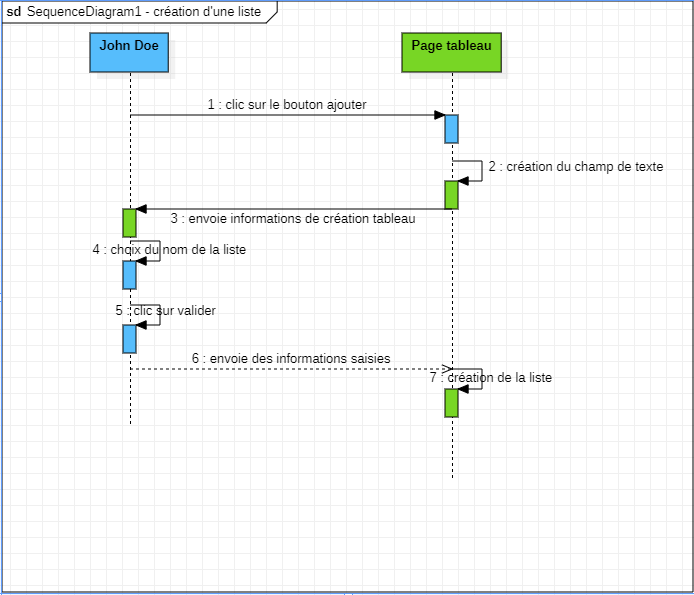 sd SequenceDiagram1 - création d'une liste
John Doe
Page tableau
1 : clic sur le bouton ajouter
2 : création du champ de texte
3 : envoie informations de création tableau
4 : choix du nom de la liste
5 : clic sur valider
6 : envoie des informations saisies
7 : création de la liste